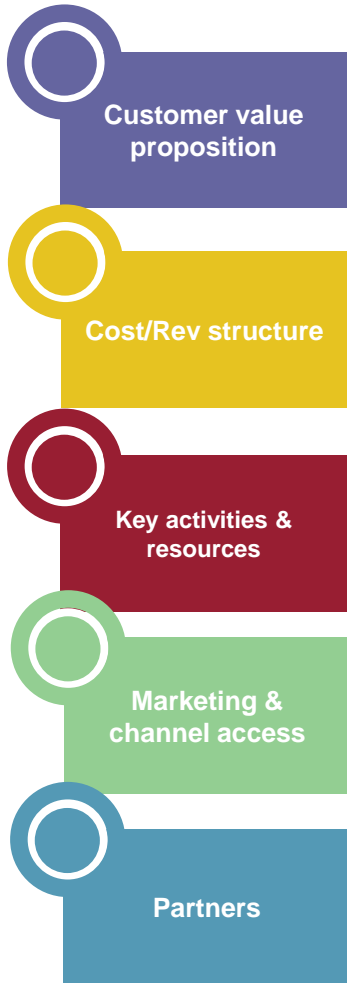 Customer value
proposition
Cost/Rev structure
Key activities &
resources
Marketing &
channel access
Partners